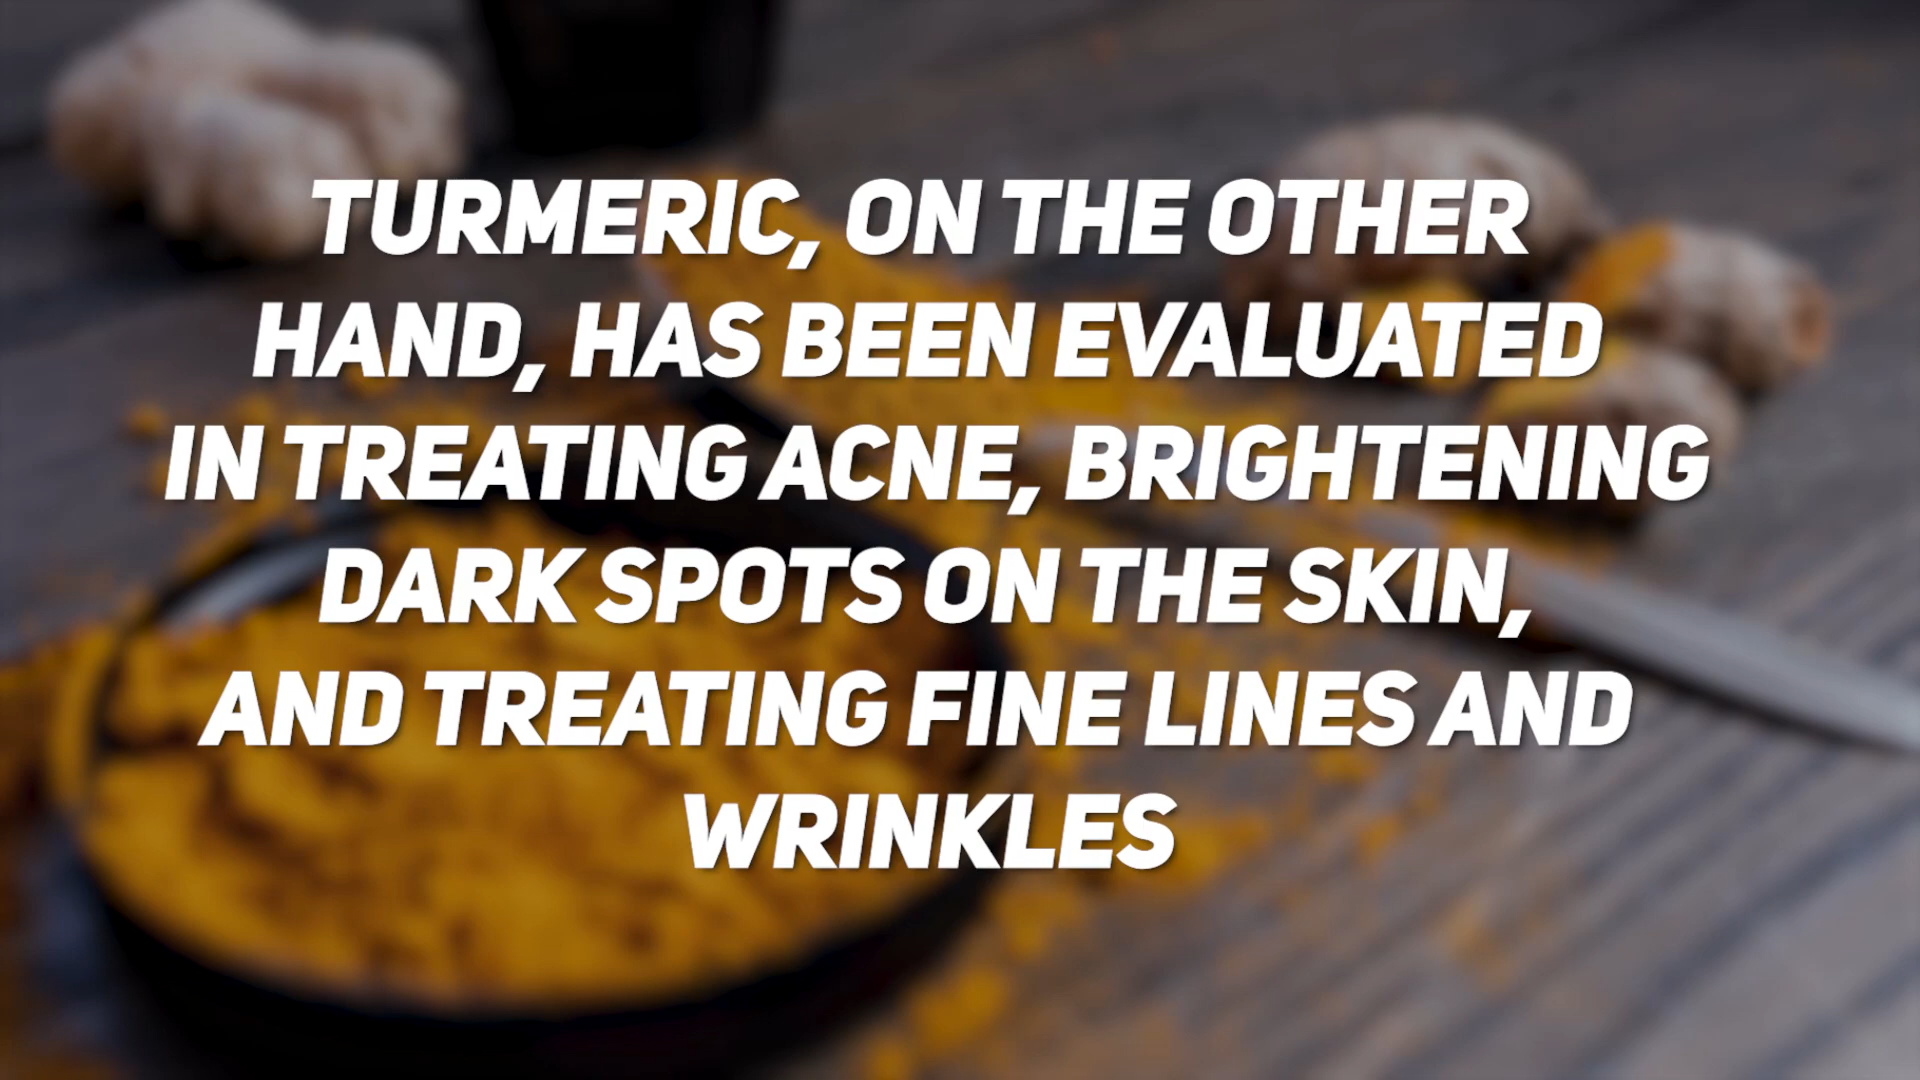 TURMERIC, ON THE OTHER
HAND, HAS BEEN EVALUATED
IN TREATING ACNE, BRIGHTENING
DARK SPOTS ON THE SKIN,
AND TREATING FINE LINES AND
WRINKLES